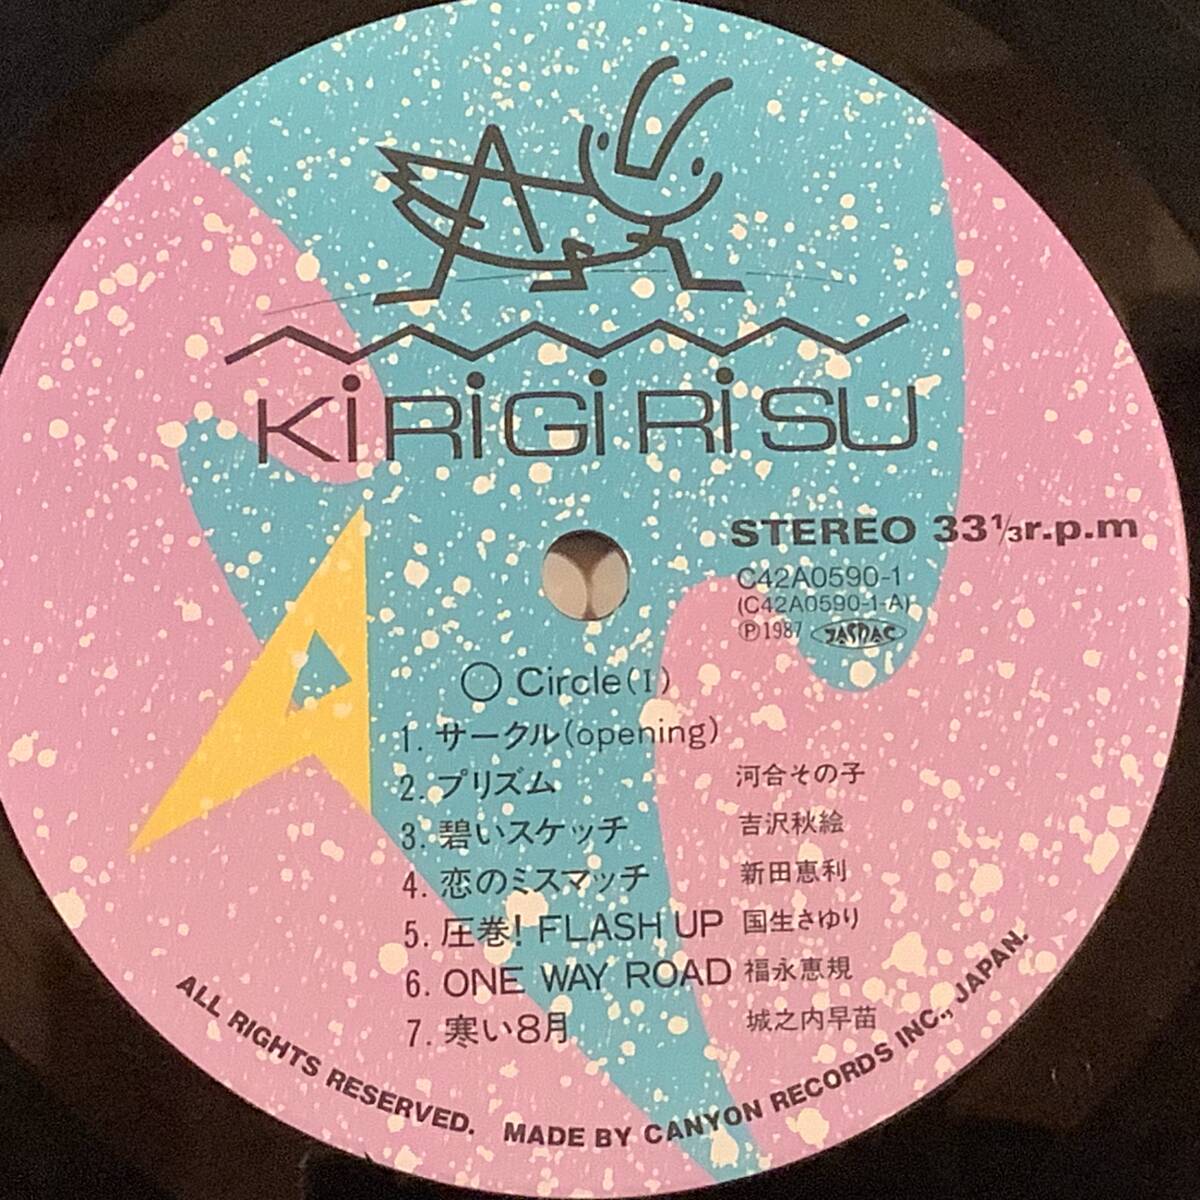 KiRiGiRiSU
STEREO 33 1/3 r.p.m
C42A0590-1
(C42A0590-1-A)
Ⓟ1987 JASRAC
A
○ Circle(I)
1. サークル(opening)
2. プリズム 河合その子
3. 碧いスケッチ 吉沢秋絵
4. 恋のミスマッチ 新田恵利
5. 圧巻! FLASH UP 国生さゆり
6. ONE WAY ROAD 福永恵規
7. 寒い8月 城之内早苗
ALL RIGHTS RESERVED. MADE BY CANYON RECORDS INC., JAPAN.